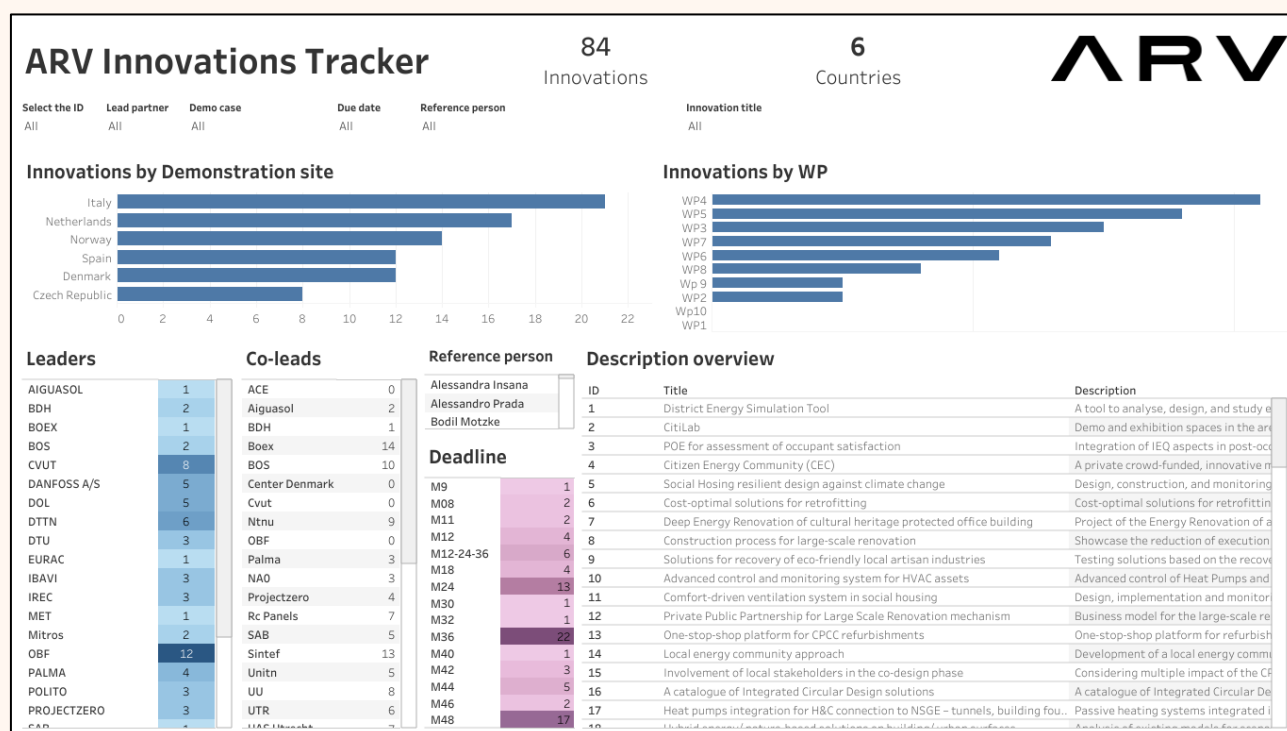 ARV Innovations Tracker
84
Innovations
6
Countries
ARV
Select the ID Lead partner Demo case Due date Reference person Innovation title
All All All All All All
Innovations by Demonstration site
Italy
Netherlands
Norway
Spain
Denmark
Czech Republic
0 2 4 6 8 10 12 14 16 18 20 22
Innovations by WP
WP4
WP5
WP3
WP7
WP6
WP8
Wp 9
WP2
Wp10
WP1
Leaders
AIGUASOL 1
BDH 2
BOEX 1
BOS 2
CVUT 8
DANFOSS A/S 5
DOL 5
DTTN 6
DTU 3
EURAC 1
IBAVI 3
IREC 3
MET 1
Mitros 2
OBF 12
PALMA 4
POLITO 3
PROJECTZERO 3
Co-leads
ACE 0
Aiguasol 2
BDH 1
Boex 14
BOS 10
Center Denmark 0
Cvut 0
Ntnu 9
OBF 0
Palma 3
NA0 3
Projectzero 4
Rc Panels 7
SAB 5
Sintef 13
Unitn 5
UU 8
UTR 6
Reference person
Alessandra Insana
Alessandro Prada
Bodil Motzke
Deadline
M9 1
M08 2
M11 2
M12 4
M12-24-36 6
M18 4
M24 13
M30 1
M32 1
M36 22
M40 1
M42 3
M44 5
M46 2
M48 17
Description overview
ID Title Description
1 District Energy Simulation Tool A tool to analyse, design, and study
2 CitiLab Demo and exhibition spaces in the
3 POE for assessment of occupant satisfaction Integration of IEQ aspects in
4 Citizen Energy Community (CEC) A private crowd-funded, innovative
5 Social Hosing resilient design against climate change Design, construction, and monitoring
6 Cost-optimal solutions for retrofitting Cost-optimal solutions for
7 Deep Energy Renovation of cultural heritage protected office building Project of the Energy Renovation of
8 Construction process for large-scale renovation Showcase the reduction of execution
9 Solutions for recovery of eco-friendly local artisan industries Testing solutions based on the
10 Advanced control and monitoring system for HVAC assets Advanced control of Heat Pumps and
11 Comfort-driven ventilation system in social housing Design, implementation and
12 Private Public Partnership for Large Scale Renovation mechanism Business model for the large-scale
13 One-stop-shop platform for CPCC refurbishments One-stop-shop platform for
14 Local energy community approach Development of a local energy
15 Involvement of local stakeholders in the co-design phase Considering multiple impact of the
16 A catalogue of Integrated Circular Design solutions A catalogue of Integrated Circular
17 Heat pumps integration for H&C connection to NSGE – tunnels, building fou.. Passive heating systems integrated